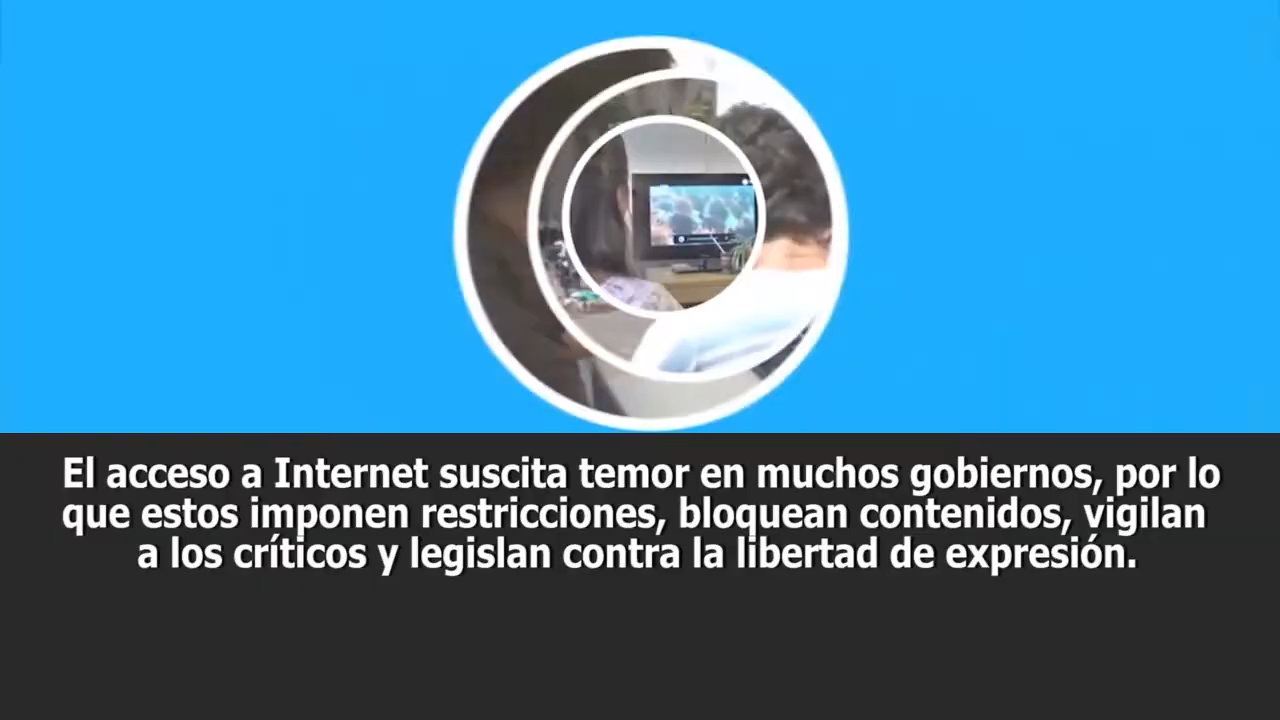 El acceso a Internet suscita temor en muchos gobiernos, por lo
que estos imponen restricciones, bloquean contenidos, vigilan
a los críticos y legislan contra la libertad de expresión.